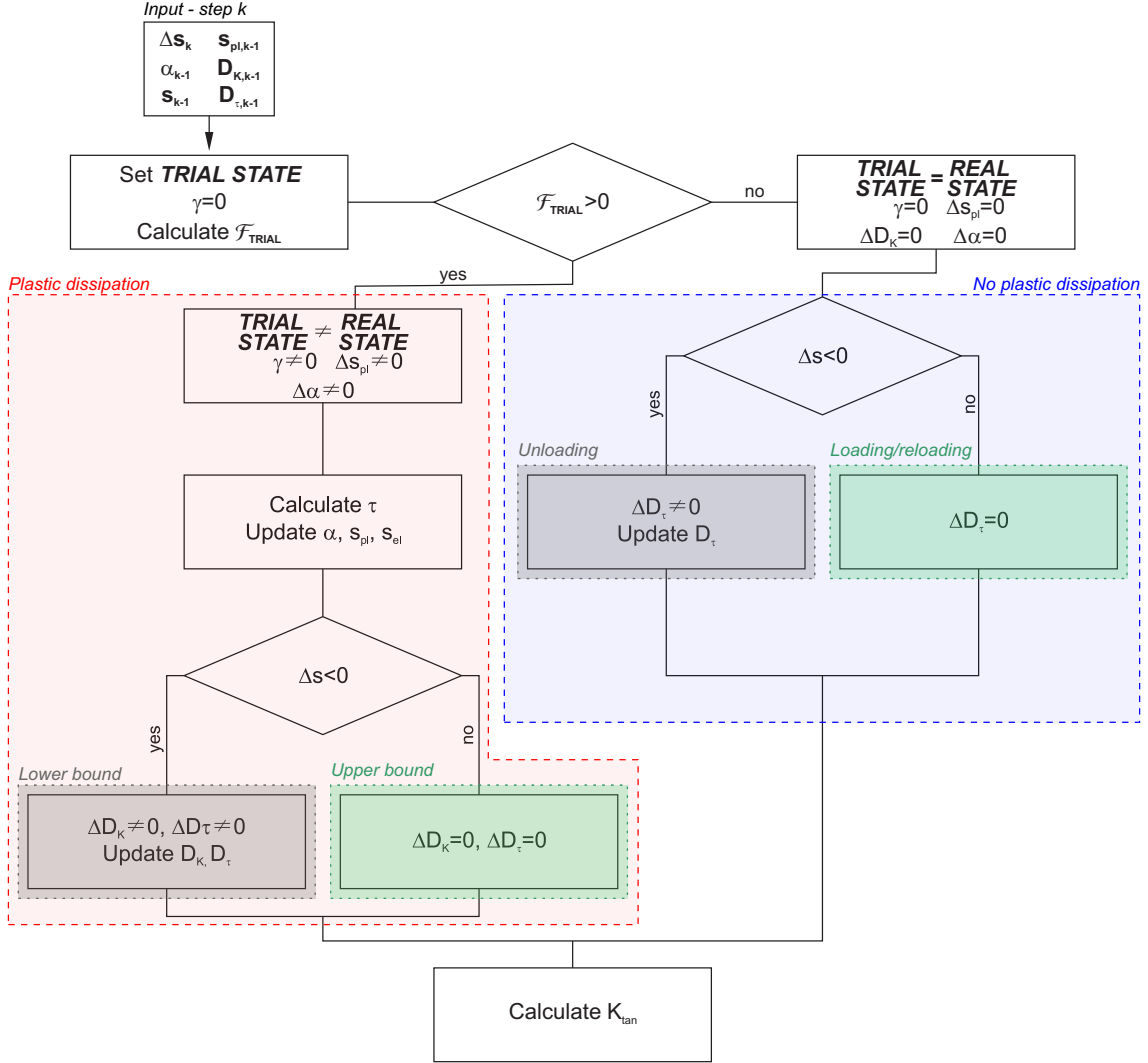 Input - step k
Δs_k s_pl,k-1
α_k-1 D_K,k-1
s_k-1 D_τ,k-1
Set TRIAL STATE
γ=0
Calculate ℱ_TRIAL
ℱ_TRIAL>0
no
TRIAL STATE = REAL STATE
γ=0 Δs_pl=0
ΔD_K=0 Δα=0
yes
Plastic dissipation
TRIAL STATE ≠ REAL STATE
γ≠0 Δs_pl≠0
Δα≠0
Calculate τ
Update α, s_pl, s_el
Δs<0
yes
no
Lower bound
ΔD_K≠0, ΔDτ≠0
Update D_K, D_τ
Upper bound
ΔD_K=0, ΔD_τ=0
No plastic dissipation
Δs<0
yes
no
Unloading
ΔD_τ≠0
Update D_τ
Loading/reloading
ΔD_τ=0
Calculate K_tan